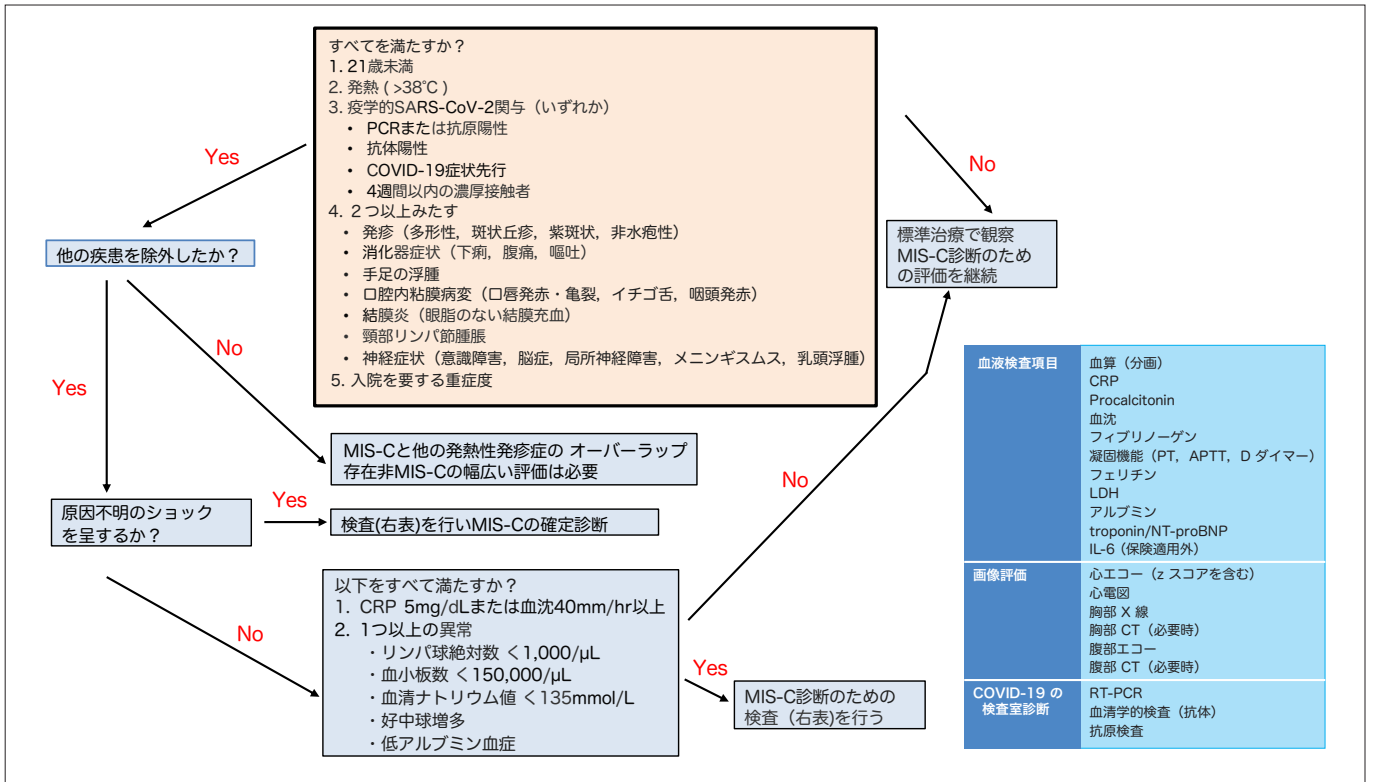 すべてを満たすか?
1. 21歳未満
2. 発熱 ( >38℃ )
3. 疫学的SARS-CoV-2関与(いずれか)
• PCRまたは抗原陽性
• 抗体陽性
• COVID-19症状先行
• 4週間以内の濃厚接触者
4. 2つ以上みたす
• 発疹(多形性,斑状丘疹,紫斑状,非水疱性)
• 消化器症状(下痢,腹痛,嘔吐)
• 手足の浮腫
• 口腔内粘膜病変(口唇発赤・亀裂,イチゴ舌,咽頭発赤)
• 結膜炎(眼脂のない結膜充血)
• 頸部リンパ節腫脹
• 神経症状(意識障害,脳症,局所神経障害,メニンギスムス,乳頭浮腫)
5. 入院を要する重症度
Yes
No
他の疾患を除外したか?
標準治療で観察
MIS-C診断のため
の評価を継続
Yes
No
MIS-Cと他の発熱性発疹症の オーバーラップ
存在非MIS-Cの幅広い評価は必要
原因不明のショック
を呈するか?
Yes
検査(右表)を行いMIS-Cの確定診断
No
以下をすべて満たすか?
1. CRP 5mg/dLまたは血沈40mm/hr以上
2. 1つ以上の異常
・リンパ球絶対数 <1,000/μL
・血小板数 <150,000/μL
・血清ナトリウム値 <135mmol/L
・好中球増多
・低アルブミン血症
No
Yes
MIS-C診断のための
検査(右表)を行う
血液検査項目
血算(分画)
CRP
Procalcitonin
血沈
フィブリノーゲン
凝固機能(PT,APTT,D ダイマー)
フェリチン
LDH
アルブミン
troponin/NT-proBNP
IL-6(保険適用外)
画像評価
心エコー(z スコアを含む)
心電図
胸部 X 線
胸部 CT(必要時)
腹部エコー
腹部 CT(必要時)
COVID-19 の
検査室診断
RT-PCR
血清学的検査(抗体)
抗原検査